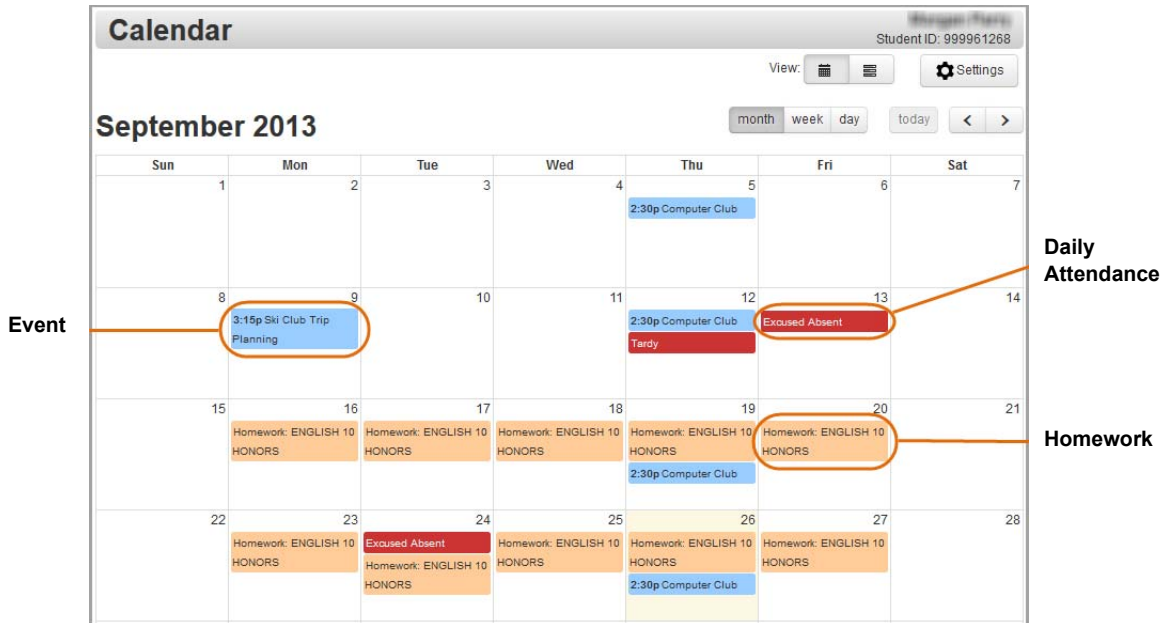 Calendar
Student ID: 999961268
View:
Settings
September 2013
month week day today < >
Sun Mon Tue Wed Thu Fri Sat
1 2 3 4 5 6 7
2:30p Computer Club
Daily
Attendance
8 9 10 11 12 13 14
Event
3:15p Ski Club Trip
Planning
2:30p Computer Club
Tardy
Excused Absent
15 16 17 18 19 20 21
Homework: ENGLISH 10
HONORS
Homework: ENGLISH 10
HONORS
Homework: ENGLISH 10
HONORS
Homework: ENGLISH 10
HONORS
2:30p Computer Club
Homework: ENGLISH 10
HONORS
Homework
22 23 24 25 26 27 28
Homework: ENGLISH 10
HONORS
Excused Absent
Homework: ENGLISH 10
HONORS
Homework: ENGLISH 10
HONORS
Homework: ENGLISH 10
HONORS
2:30p Computer Club
Homework: ENGLISH 10
HONORS